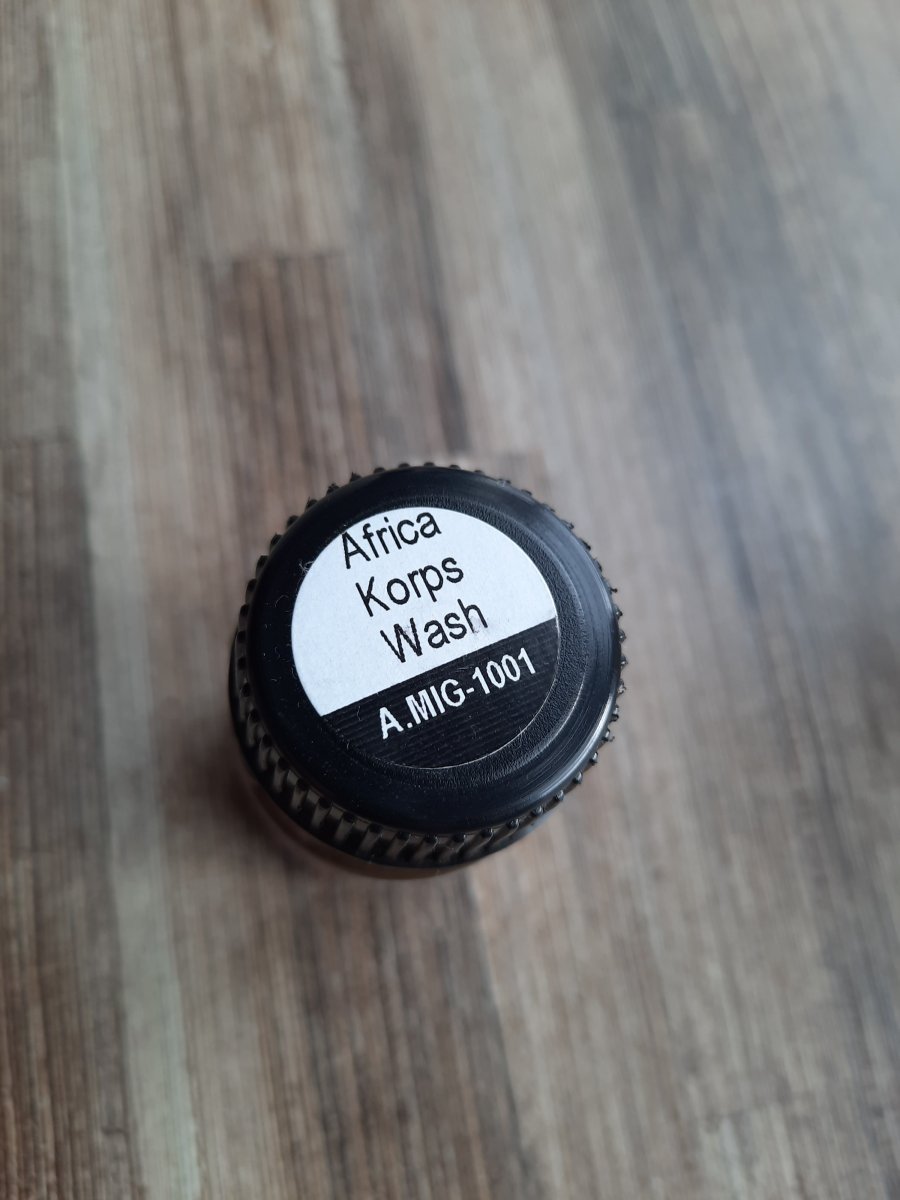 Africa
Korps
Wash
A.MIG-1001